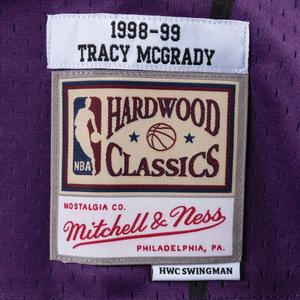 1998-99
TRACY MCGRADY
NBA
HARDWOOD
CLASSICS
NOSTALGIA CO.
Mitchell & Ness
PHILADELPHIA, PA.
HWC SWINGMAN